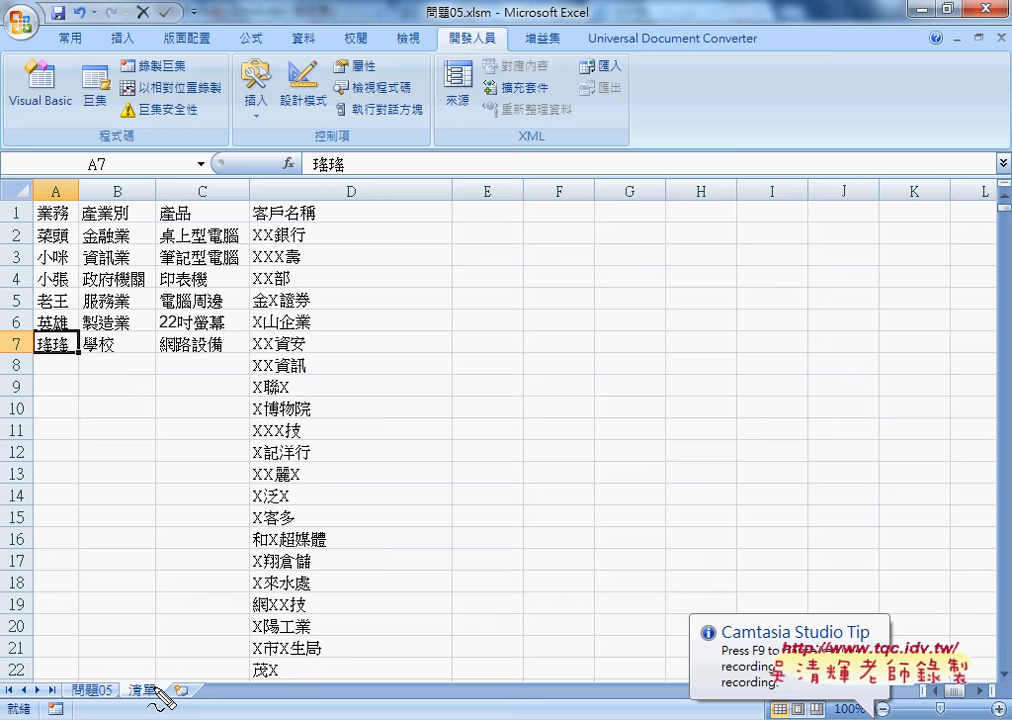 問題05.xlsm - Microsoft Excel
常用 插入 版面配置 公式 資料 校閱 檢視 開發人員 增益集 Universal Document Converter
Visual Basic
巨集
錄製巨集
以相對位置錄製
巨集安全性
程式碼
插入
設計模式
屬性
檢視程式碼
執行對話方塊
控制項
來源
對應內容
擴充套件
重新整理資料
匯入
匯出
XML
A7 fx 瑤瑤
A B C D E F G H I J K L
1 業務 產業別 產品 客戶名稱
2 菜頭 金融業 桌上型電腦 XX銀行
3 小咪 資訊業 筆記型電腦 XXX壽
4 小張 政府機關 印表機 XX部
5 老王 服務業 電腦周邊 金X證券
6 英雄 製造業 22吋螢幕 X山企業
7 瑤瑤 學校 網路設備 XX資安
8 XX資訊
9 X聯X
10 X博物院
11 XXX技
12 X記洋行
13 XX麗X
14 X泛X
15 X客多
16 和X超媒體
17 X翔倉儲
18 X來水處
19 網XX技
20 X陽工業
21 X市X生局
22 茂X
Camtasia Studio Tip
Press F9 to
recording
recording.
http://www.tqc.idv.tw/
吳清輝老師錄製
問題05 清單
就緒 100%